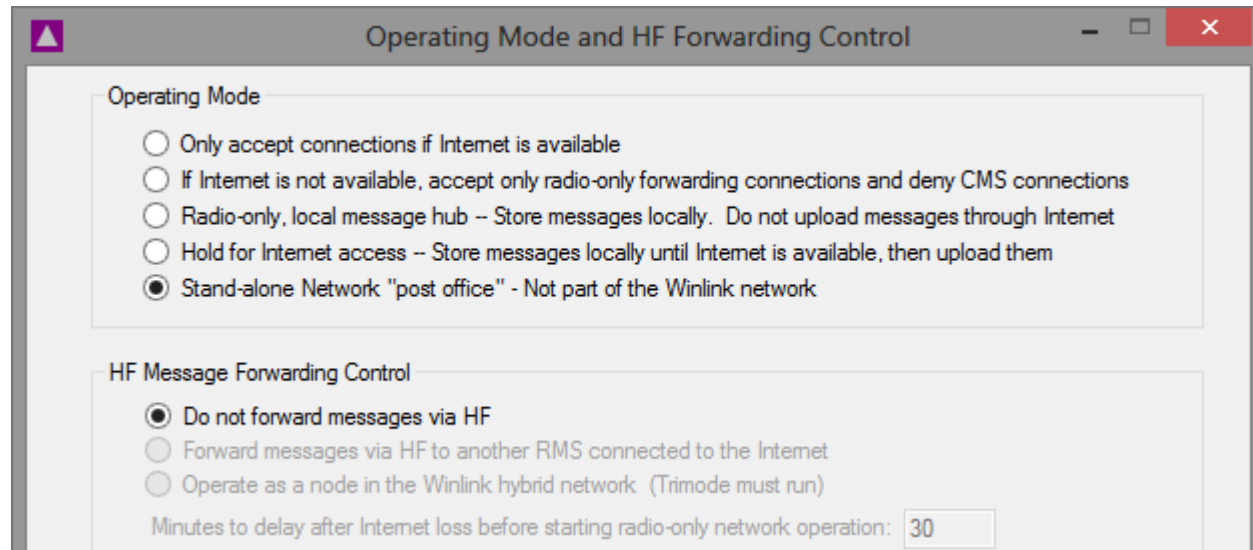 Operating Mode and HF Forwarding Control
Operating Mode
Only accept connections if Internet is available
If Internet is not available, accept only radio-only forwarding connections and deny CMS connections
Radio-only, local message hub -- Store messages locally.  Do not upload messages through Internet
Hold for Internet access -- Store messages locally until Internet is available, then upload them
Stand-alone Network "post office" - Not part of the Winlink network
HF Message Forwarding Control
Do not forward messages via HF
Forward messages via HF to another RMS connected to the Internet
Operate as a node in the Winlink hybrid network  (Trimode must run)
Minutes to delay after Internet loss before starting radio-only network operation: 30